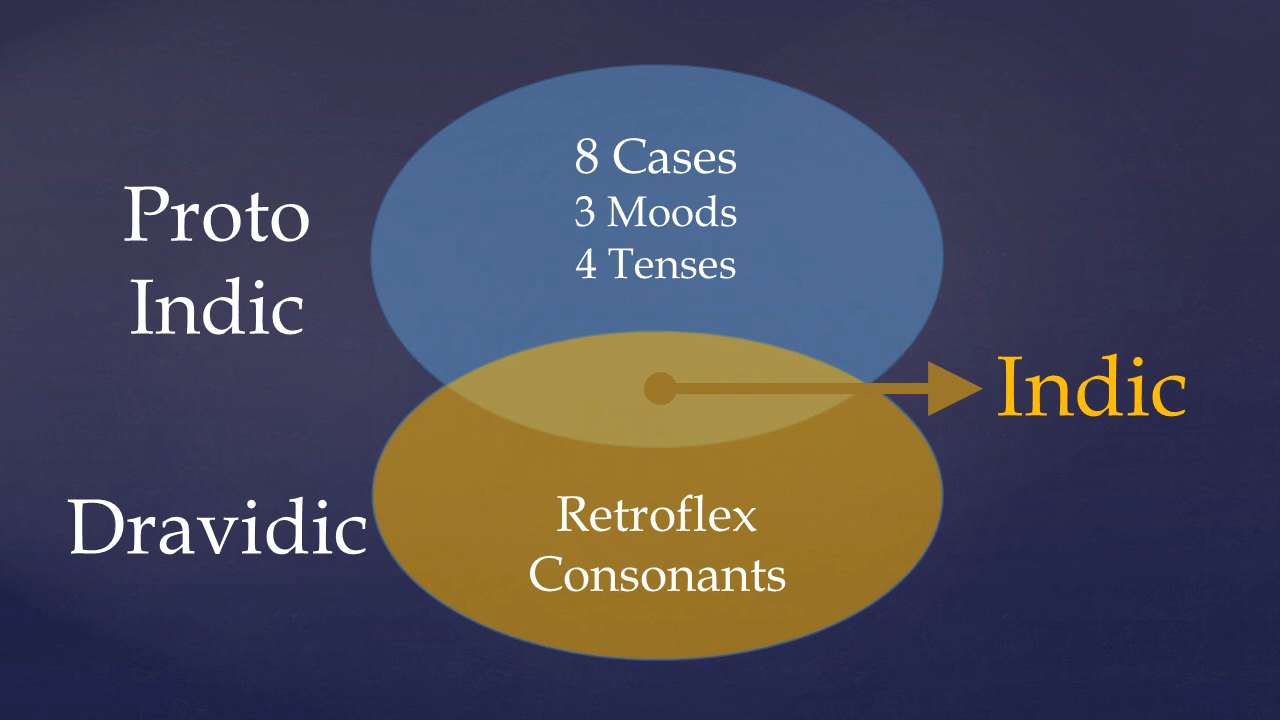 Proto
Indic
8 Cases
3 Moods
4 Tenses
Indic
Dravidic
Retroflex
Consonants